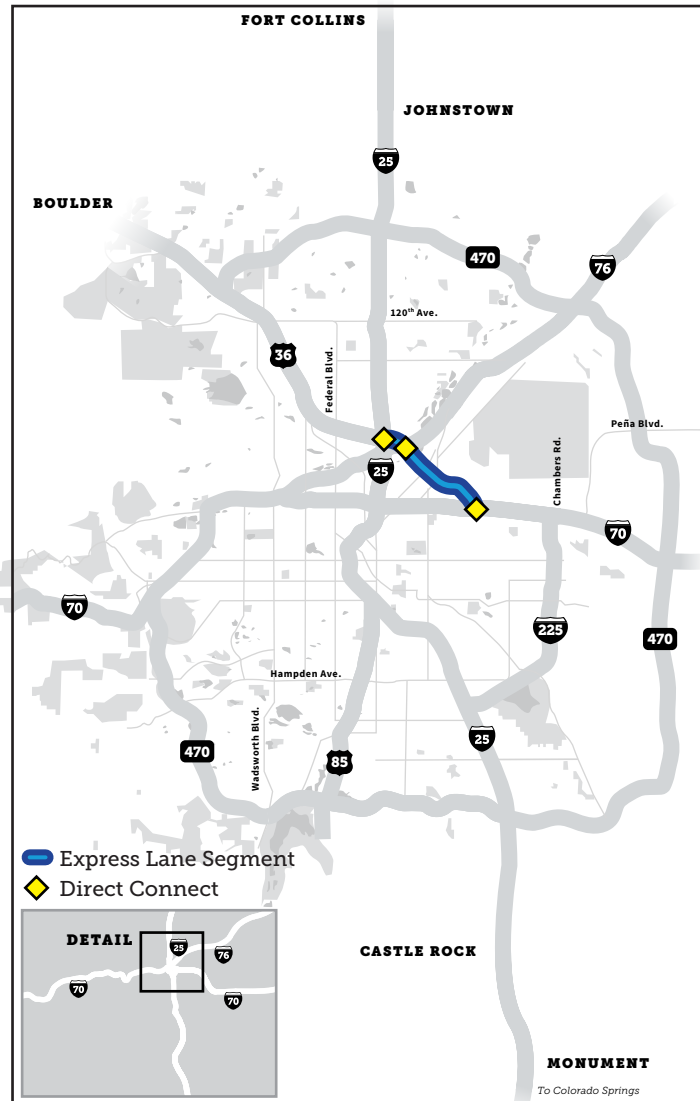 FORT COLLINS
JOHNSTOWN
25
BOULDER
470
76
120th Ave.
36
Federal Blvd.
Peña Blvd.
Chambers Rd.
25
70
70
225
470
Hampden Ave.
Wadsworth Blvd.
25
470
85
Express Lane Segment
Direct Connect
DETAIL
25
76
70
70
CASTLE ROCK
MONUMENT
To Colorado Springs